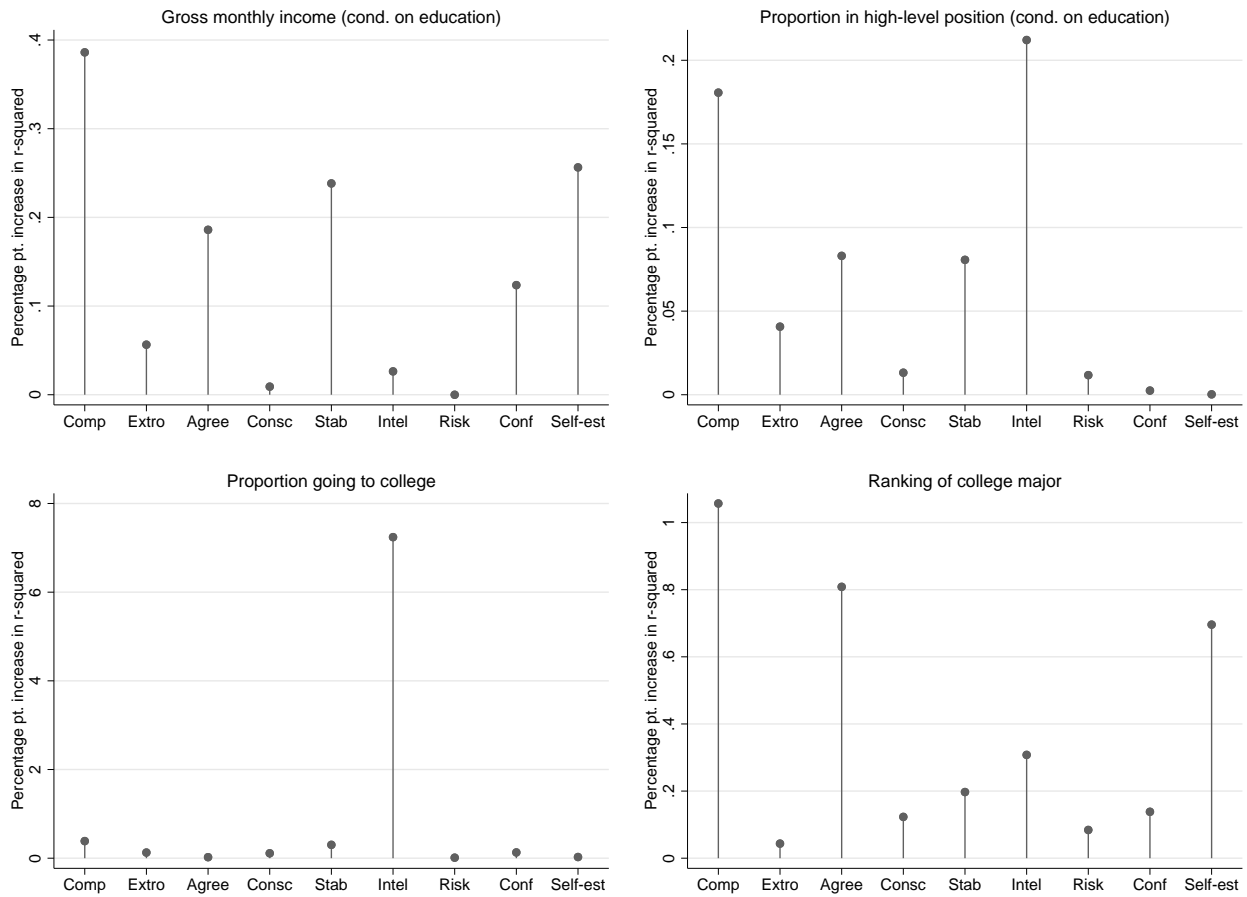 Gross monthly income (cond. on education)
Percentage pt. increase in r-squared
.4
.3
.2
.1
0
Comp Extro Agree Consc Stab Intel Risk Conf Self-est
Proportion in high-level position (cond. on education)
Percentage pt. increase in r-squared
.2
.15
.1
.05
0
Comp Extro Agree Consc Stab Intel Risk Conf Self-est
Proportion going to college
Percentage pt. increase in r-squared
8
6
4
2
0
Comp Extro Agree Consc Stab Intel Risk Conf Self-est
Ranking of college major
Percentage pt. increase in r-squared
1
.8
.6
.4
.2
0
Comp Extro Agree Consc Stab Intel Risk Conf Self-est